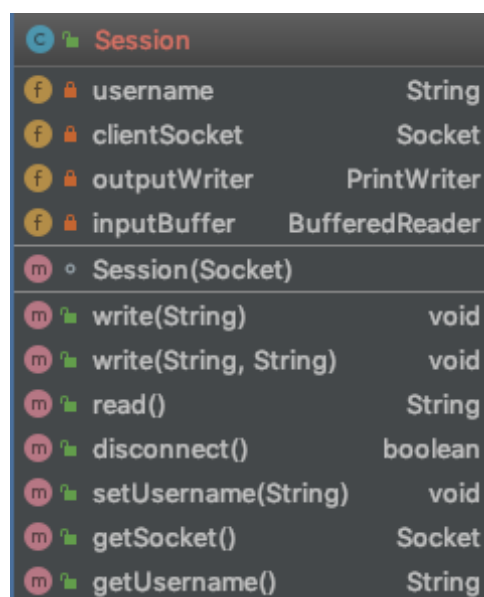 C Session
f username String
f clientSocket Socket
f outputWriter PrintWriter
f inputBuffer BufferedReader
m Session(Socket)
m write(String) void
m write(String, String) void
m read() String
m disconnect() boolean
m setUsername(String) void
m getSocket() Socket
m getUsername() String